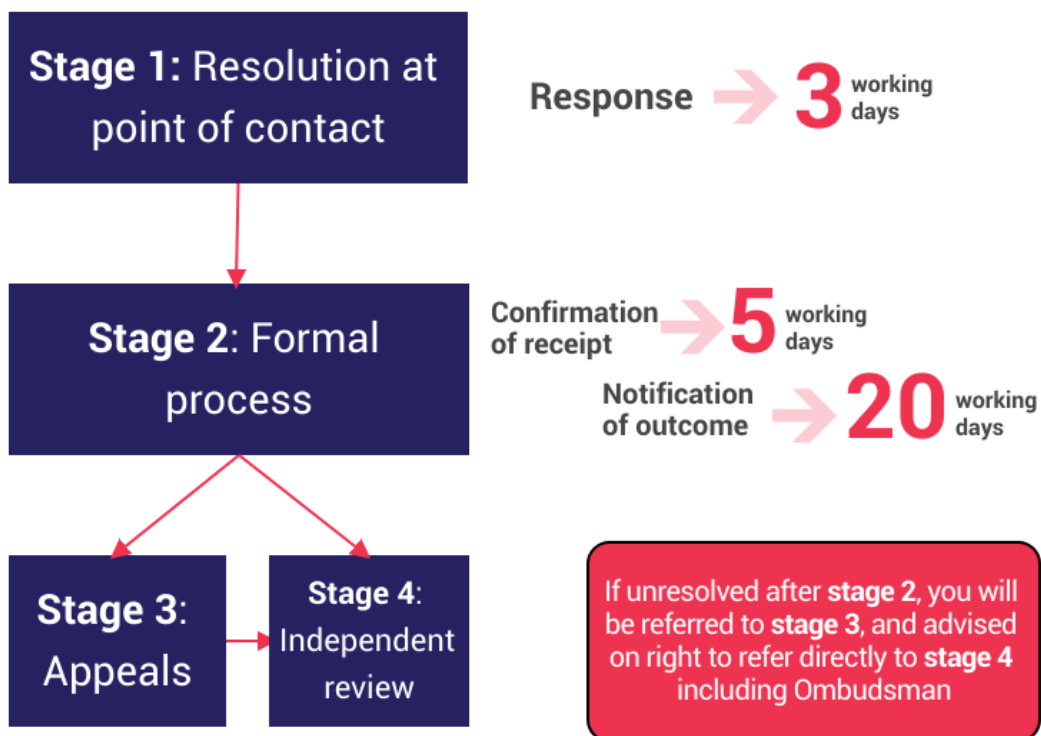 Stage 1: Resolution at
point of contact
Response
3
working
days
Stage 2: Formal
process
Confirmation
of receipt
5
working
days
Notification
of outcome
20
working
days
Stage 3:
Appeals
Stage 4:
Independent
review
If unresolved after stage 2, you will
be referred to stage 3, and advised
on right to refer directly to stage 4
including Ombudsman